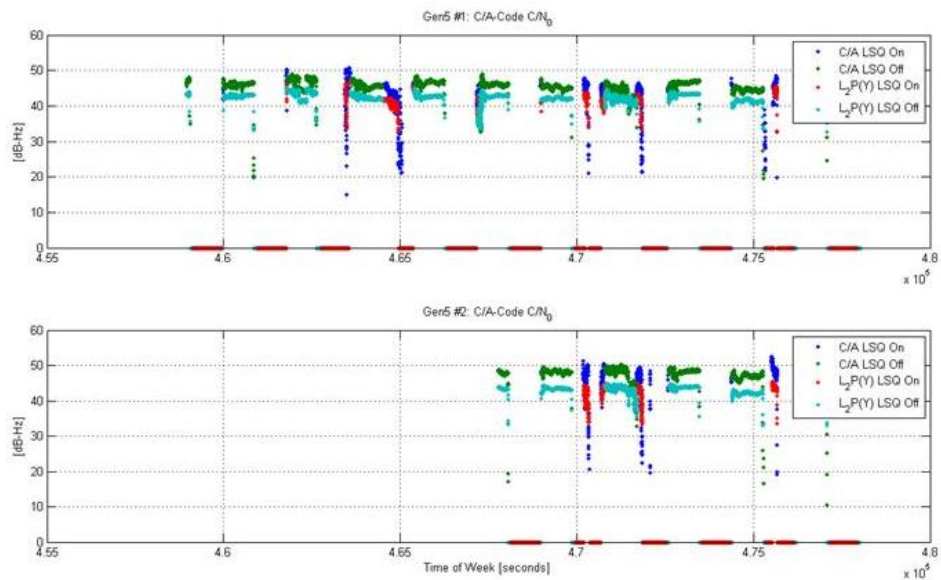 Gen5 #1: C/A-Code C/N0
[dB-Hz]
60
50
40
30
20
10
0
4.55
4.6
4.65
4.7
4.75
4.8
x 10^5
C/A LSQ On
C/A LSQ Off
L2P(Y) LSQ On
L2P(Y) LSQ Off
Gen5 #2: C/A-Code C/N0
[dB-Hz]
60
50
40
30
20
10
0
4.55
4.6
4.65
4.7
4.75
4.8
Time of Week [seconds]
x 10^5
C/A LSQ On
C/A LSQ Off
L2P(Y) LSQ On
L2P(Y) LSQ Off